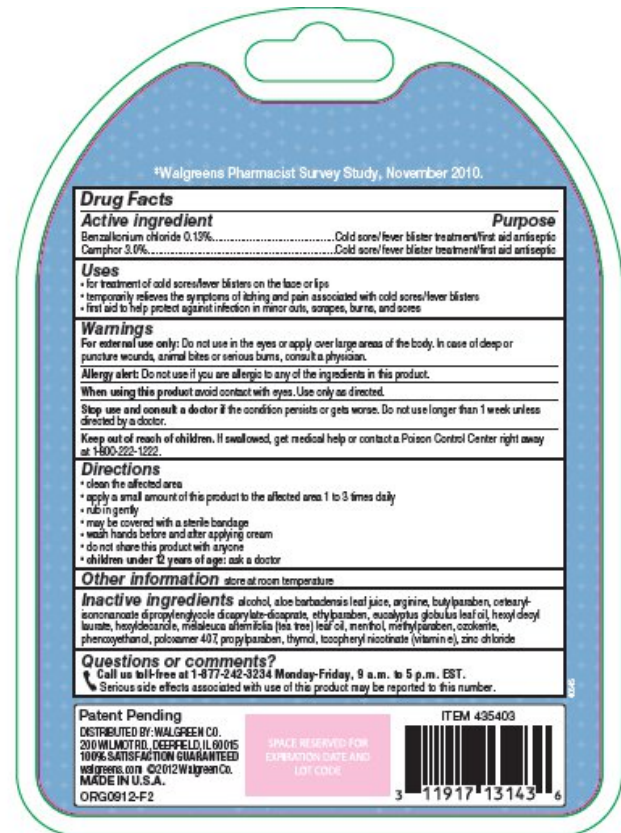 ‡Walgreens Pharmacist Survey Study, November 2010.
Drug Facts
Active ingredient Purpose
Benzalkonium chloride 0.13%...Cold sore/fever blister treatment/first aid antiseptic
Camphor 3.0%...Cold sore/fever blister treatment/first aid antiseptic
Uses
▪ for treatment of cold sores/fever blisters on the face or lips
▪ temporarily relieves the symptoms of itching and pain associated with cold sores/fever blisters
▪ first aid to help protect against infection in minor cuts, scrapes, burns, and sores
Warnings
For external use only: Do not use in the eyes or apply over large areas of the body. In case of deep or
puncture wounds, animal bites or serious burns, consult a physician.
Allergy alert: Do not use if you are allergic to any of the ingredients in this product.
When using this product avoid contact with eyes. Use only as directed.
Stop use and consult a doctor if the condition persists or gets worse. Do not use longer than 1 week unless
directed by a doctor.
Keep out of reach of children. If swallowed, get medical help or contact a Poison Control Center right away
at 1-800-222-1222.
Directions
▪ clean the affected area
▪ apply a small amount of this product to the affected area 1 to 3 times daily
▪ rub in gently
▪ may be covered with a sterile bandage
▪ wash hands before and after applying cream
▪ do not share this product with anyone
▪ children under 12 years of age: ask a doctor
Other information store at room temperature
Inactive ingredients alcohol, aloe barbadensis leaf juice, arginine, butylparaben, cetearyl-
isononanoate dipropylenglycole dicaprylate-dicaprate, ethylparaben, eucalyptus globulus leaf oil, hexyl decyl
laurate, hexyldecanole, melaleuca alternifolia (tea tree) leaf oil, menthol, methylparaben, ozokerite,
phenoxyethanol, poloxamer 407, propylparaben, thymol, tocopheryl nicotinate (vitamin e), zinc chloride
Questions or comments?
Call us toll-free at 1-877-242-3234 Monday-Friday, 9 a.m. to 5 p.m. EST.
Serious side effects associated with use of this product may be reported to this number.
Patent Pending
DISTRIBUTED BY: WALGREEN CO.
200 WILMOT RD., DEERFIELD, IL 60015
100% SATISFACTION GUARANTEED
walgreens.com ©2012 Walgreen Co.
MADE IN U.S.A.
ORG0912-F2
SPACE RESERVED FOR
EXPIRATION DATE AND
LOT CODE
ITEM 435403
3 11917 13143 6